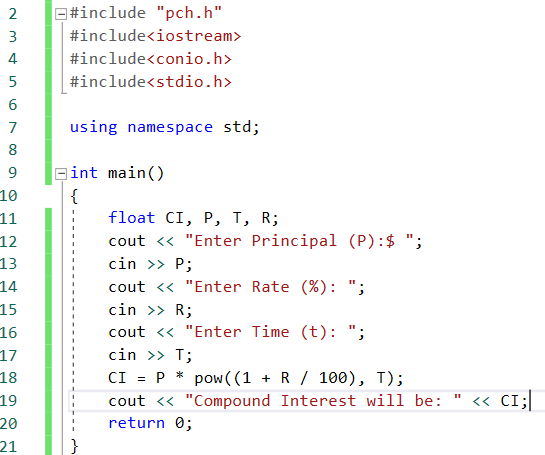 2 #include "pch.h"
3 #include<iostream>
4 #include<conio.h>
5 #include<stdio.h>
6
7 using namespace std;
8
9 int main()
10 {
11 float CI, P, T, R;
12 cout << "Enter Principal (P):$ ";
13 cin >> P;
14 cout << "Enter Rate (%): ";
15 cin >> R;
16 cout << "Enter Time (t): ";
17 cin >> T;
18 CI = P * pow((1 + R / 100), T);
19 cout << "Compound Interest will be: " << CI;
20 return 0;
21 }